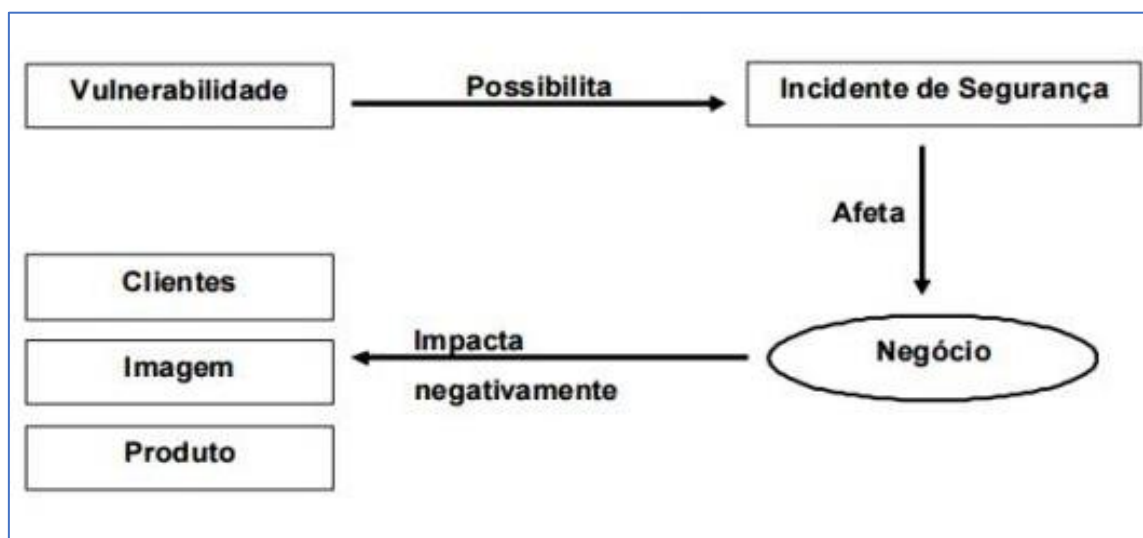 Vulnerabilidade
Possibilita
Incidente de Segurança
Afeta
Negócio
Impacta
negativamente
Clientes
Imagem
Produto